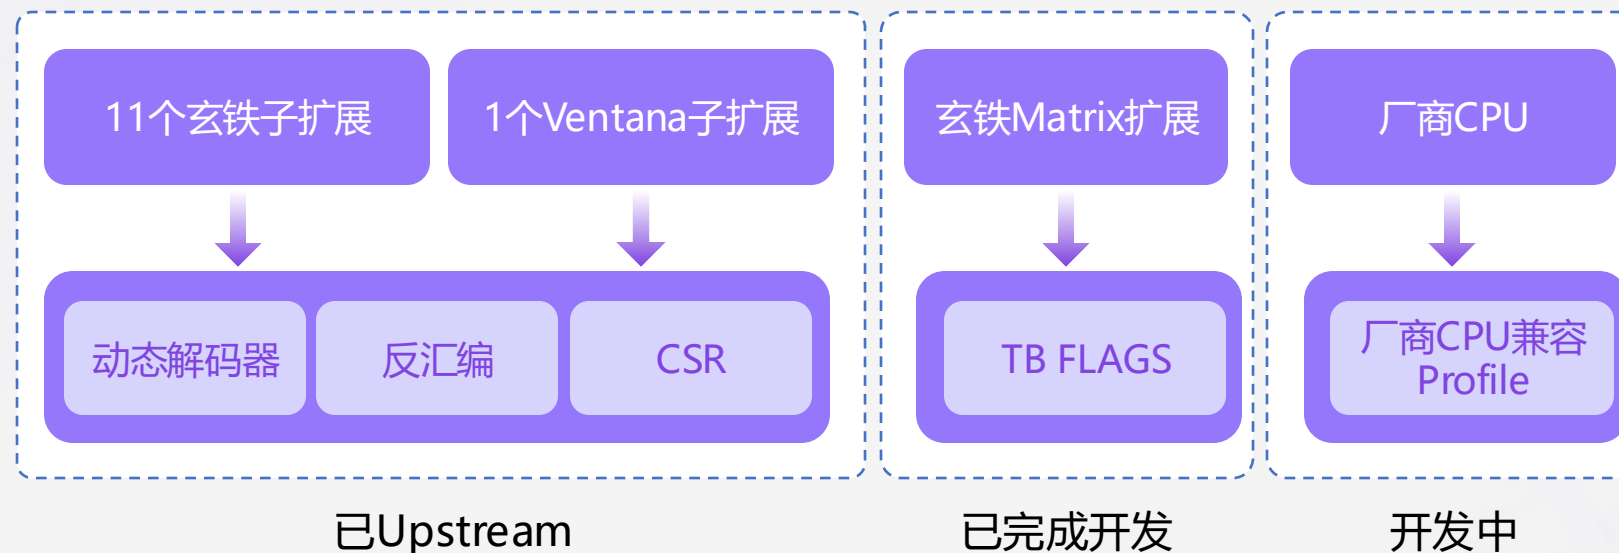 11个玄铁子扩展
1个Ventana子扩展
玄铁Matrix扩展
厂商CPU
动态解码器
反汇编
CSR
TB FLAGS
厂商CPU兼容
Profile
已Upstream
已完成开发
开发中